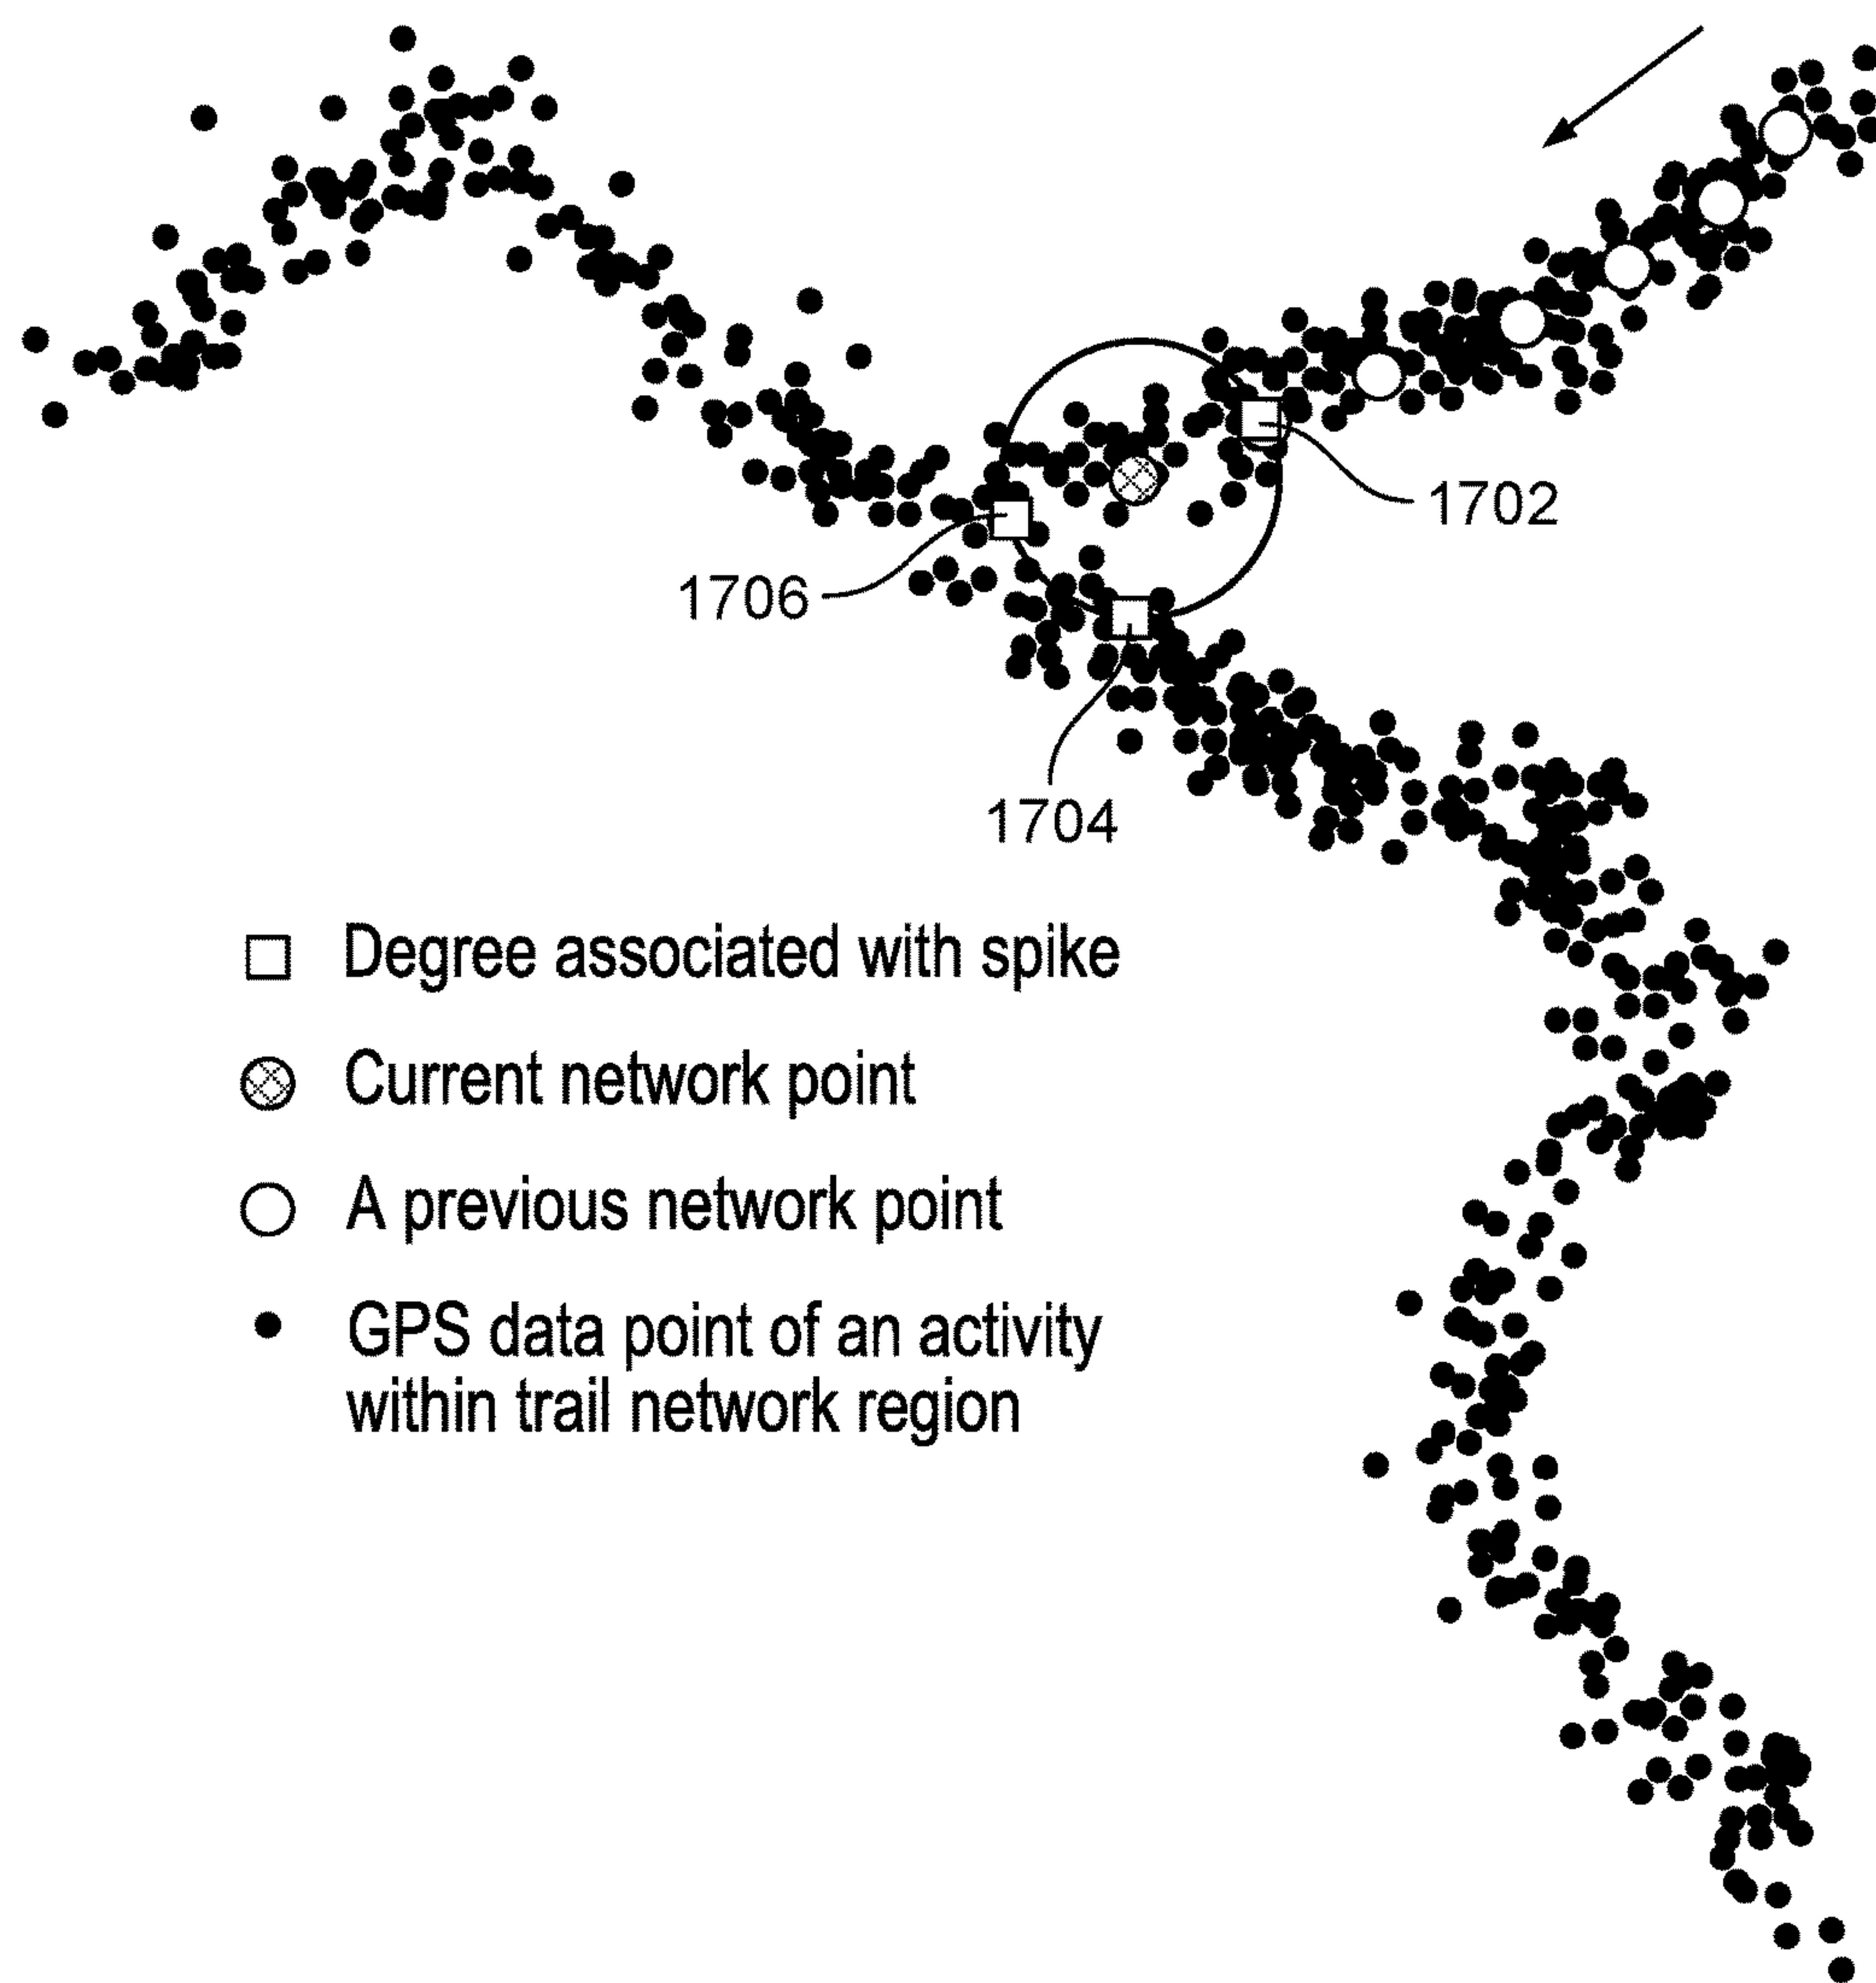 1702
1706
1704
Degree associated with spike
Current network point
A previous network point
GPS data point of an activity
within trail network region